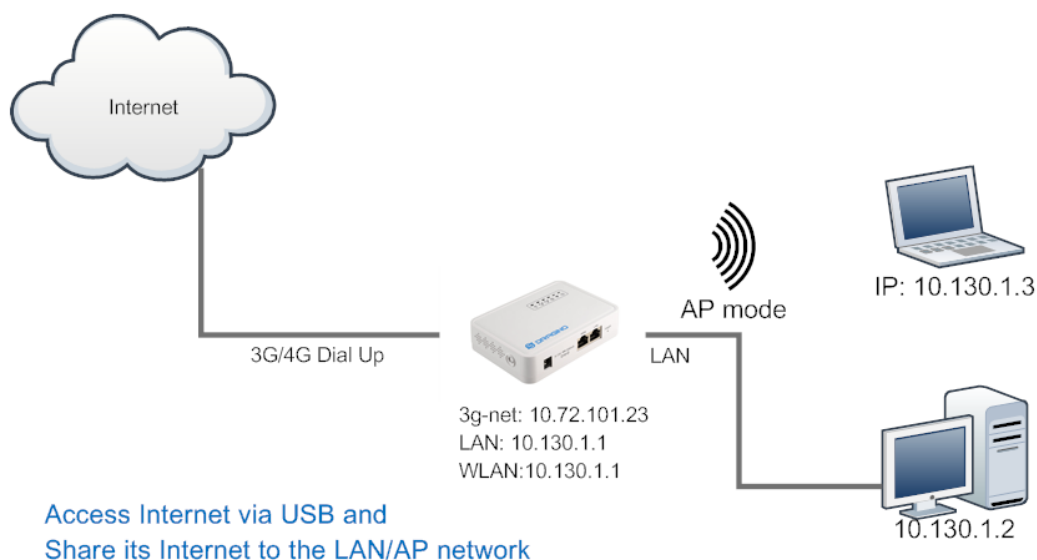 Internet
AP mode
IP: 10.130.1.3
3G/4G Dial Up
DRAGINO
LAN
3g-net: 10.72.101.23
LAN: 10.130.1.1
WLAN:10.130.1.1
10.130.1.2
Access Internet via USB and
Share its Internet to the LAN/AP network